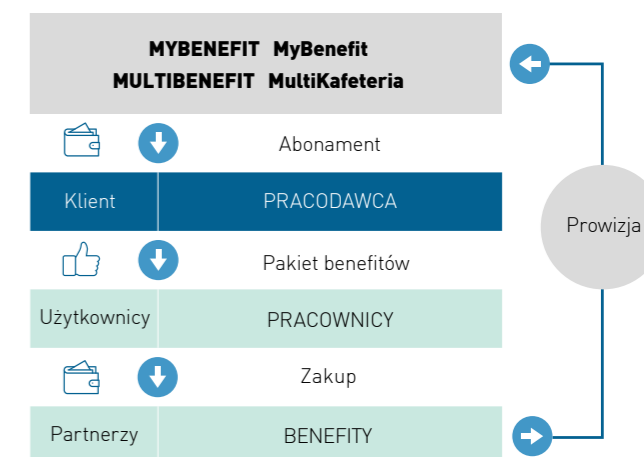 MYBENEFIT MyBenefit
MULTIBENEFIT MultiKafeteria
Abonament
Klient PRACODAWCA
Prowizja
Pakiet benefitów
Użytkownicy PRACOWNICY
Zakup
Partnerzy BENEFITY